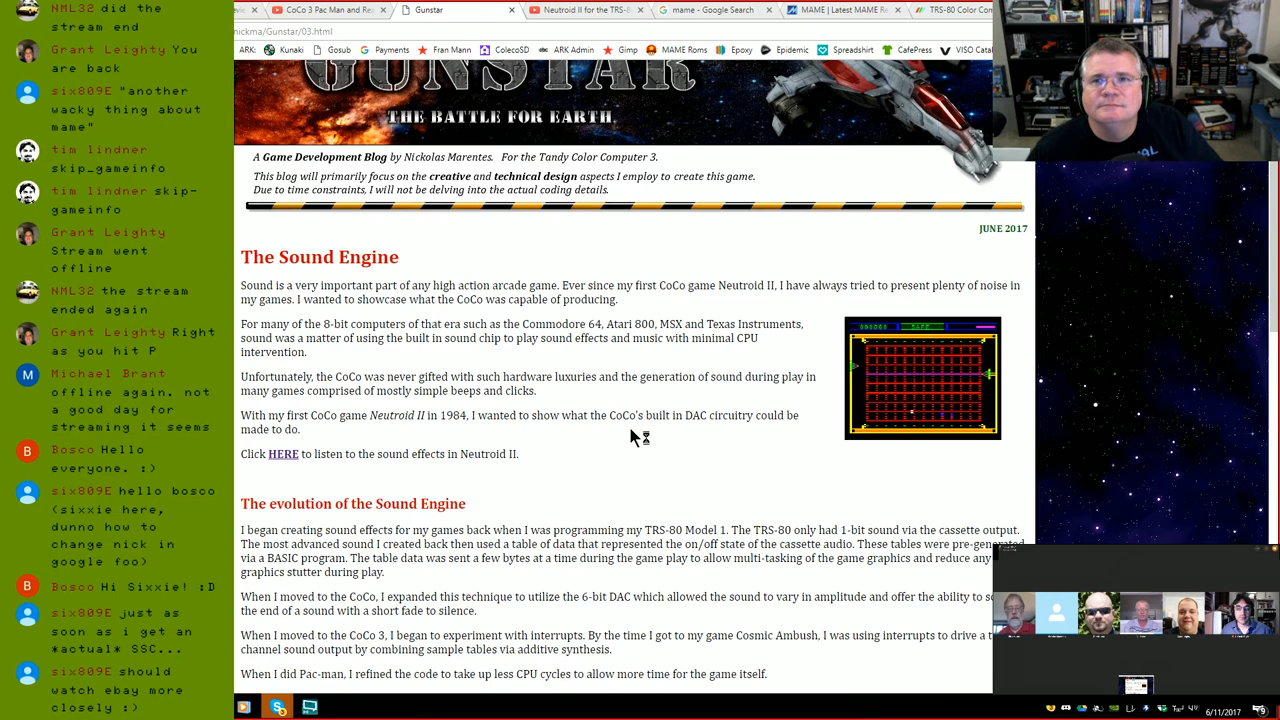 NML32 did the
stream end
Grant Leighty You
are back
six809E "another
wacky thing about
mame"
tim lindner
skip_gameinfo
tim lindner skip-
gameinfo
Grant Leighty
Stream went
offline
NML32 the stream
ended again
Grant Leighty Right
as you hit P
Michael Brant
offline again. not
a good day for
streaming it seems
Bosco Hello
everyone. :)
six809E hello bosco
(sixxie here,
dunno how to
change nick in
google foo)
Bosco Hi Sixxie! :D
six809E just as
soon as i get an
*actual* SSC...
six809E should
watch ebay more
closely :)
CoCo 3 Pac Man and Re
Gunstar
Neutroid II for the TRS-8
mame - Google Search
MAME | Latest MAME Re
TRS-80 Color Con
nickma/Gunstar/03.html
ARK: Kunaki Gosub Payments Fran Mann ColecoSD ARK Admin Gimp MAME Roms Epoxy Epidemic Spreadshirt CafePress VISO Cata
GUNSTAR
THE BATTLE FOR EARTH.
A Game Development Blog by Nickolas Marentes. For the Tandy Color Computer 3.
This blog will primarily focus on the creative and technical design aspects I employ to create this game.
Due to time constraints, I will not be delving into the actual coding details.
JUNE 2017
The Sound Engine
Sound is a very important part of any high action arcade game. Ever since my first CoCo game Neutroid II, I have always tried to present plenty of noise in
my games. I wanted to showcase what the CoCo was capable of producing.
For many of the 8-bit computers of that era such as the Commodore 64, Atari 800, MSX and Texas Instruments,
sound was a matter of using the built in sound chip to play sound effects and music with minimal CPU
intervention.
Unfortunately, the CoCo was never gifted with such hardware luxuries and the generation of sound during play in
many games comprised of mostly simple beeps and clicks.
With my first CoCo game Neutroid II in 1984, I wanted to show what the CoCo's built in DAC circuitry could be
made to do.
Click HERE to listen to the sound effects in Neutroid II.
The evolution of the Sound Engine
I began creating sound effects for my games back when I was programming my TRS-80 Model 1. The TRS-80 only had 1-bit sound via the cassette output.
The most advanced sound I created back then used a table of data that represented the on/off state of the cassette audio. These tables were pre-generated
via a BASIC program. The table data was sent a few bytes at a time during the game play to allow multi-tasking of the game graphics and reduce any
graphics stutter during play.
When I moved to the CoCo, I expanded this technique to utilize the 6-bit DAC which allowed the sound to vary in amplitude and offer the ability to
the end of a sound with a short fade to silence.
When I moved to the CoCo 3, I began to experiment with interrupts. By the time I got to my game Cosmic Ambush, I was using interrupts to drive a
channel sound output by combining sample tables via additive synthesis.
When I did Pac-man, I refined the code to take up less CPU cycles to allow more time for the game itself.
6/11/2017